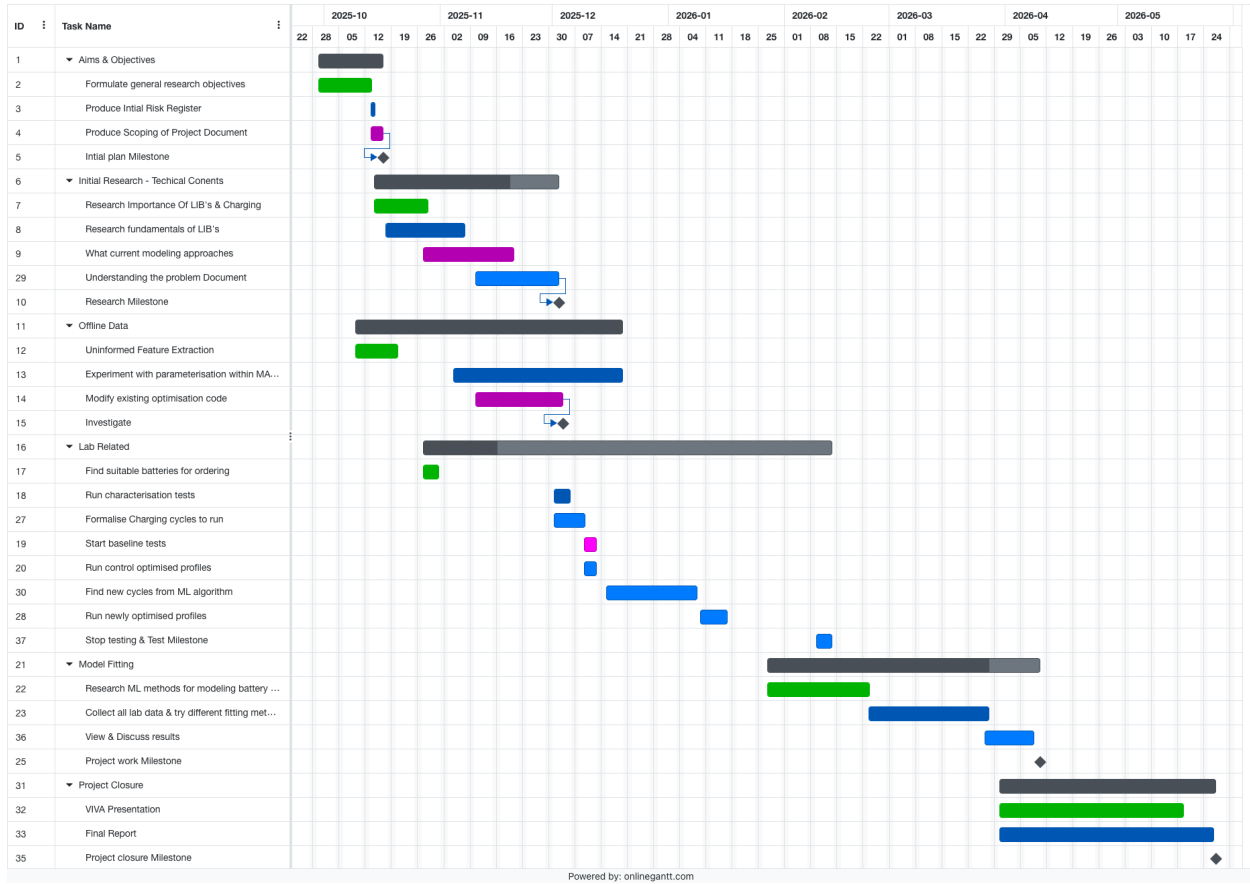 ID Task Name 2025-10 2025-11 2025-12 2026-01 2026-02 2026-03 2026-04 2026-05
22 28 05 12 19 26 02 09 16 23 30 07 14 21 28 04 11 18 25 01 08 15 22 01 08 15 22 29 05 12 19 26 03 10 17 24
1 Aims & Objectives
2 Formulate general research objectives
3 Produce Intial Risk Register
4 Produce Scoping of Project Document
5 Intial plan Milestone
6 Initial Research - Techical Conents
7 Research Importance Of LIB's & Charging
8 Research fundamentals of LIB's
9 What current modeling approaches
29 Understanding the problem Document
10 Research Milestone
11 Offline Data
12 Uninformed Feature Extraction
13 Experiment with parameterisation within MA...
14 Modify existing optimisation code
15 Investigate
16 Lab Related
17 Find suitable batteries for ordering
18 Run characterisation tests
27 Formalise Charging cycles to run
19 Start baseline tests
20 Run control optimised profiles
30 Find new cycles from ML algorithm
28 Run newly optimised profiles
37 Stop testing & Test Milestone
21 Model Fitting
22 Research ML methods for modeling battery ...
23 Collect all lab data & try different fitting met...
36 View & Discuss results
25 Project work Milestone
31 Project Closure
32 VIVA Presentation
33 Final Report
35 Project closure Milestone
Powered by: onlinegantt.com